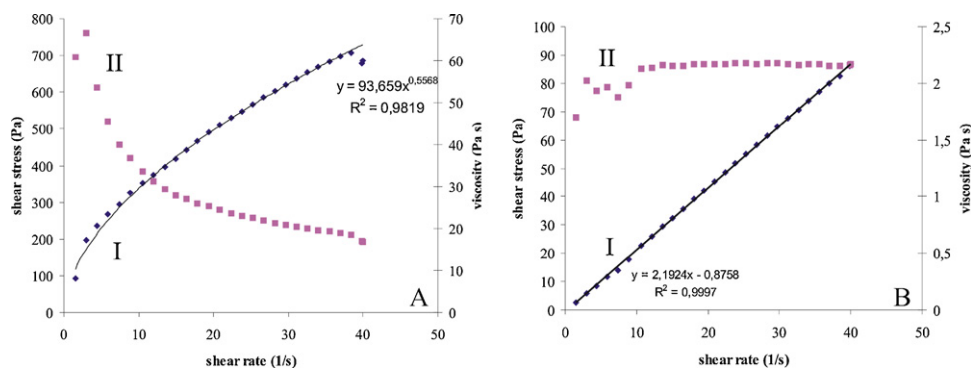 800
700
600
500
400
300
200
100
0
shear stress (Pa)
0 10 20 30 40 50
shear rate (1/s)
70
60
50
40
30
20
10
0
viscosity (Pa s)
II
I
y = 93,659x^0,5568
R² = 0,9819
A
100
90
80
70
60
50
40
30
20
10
0
shear stress (Pa)
0 10 20 30 40 50
shear rate (1/s)
2,5
2
1,5
1
0,5
0
viscosity (Pa s)
II
I
y = 2,1924x - 0,8758
R² = 0,9997
B